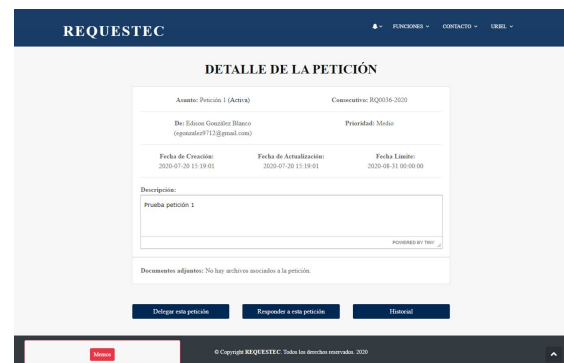 REQUESTEC
FUNCIONES
CONTACTO
URIEL
DETALLE DE LA PETICIÓN
Asunto: Petición 1 (Activa)
Consecutivo: RQ0036-2020
De: Edison González Blanco
(egonzalez9712@gmail.com)
Prioridad: Medio
Fecha de Creación:
2020-07-20 15:19:01
Fecha de Actualización:
2020-07-20 15:19:01
Fecha Límite:
2020-08-31 00:00:00
Descripción:
Prueba petición 1
POWERED BY TINY
Documentos adjuntos: No hay archivos asociados a la petición.
Delegar esta petición
Responder a esta petición
Historial
Menos
© Copyright REQUESTEC. Todos los derechos reservados. 2020